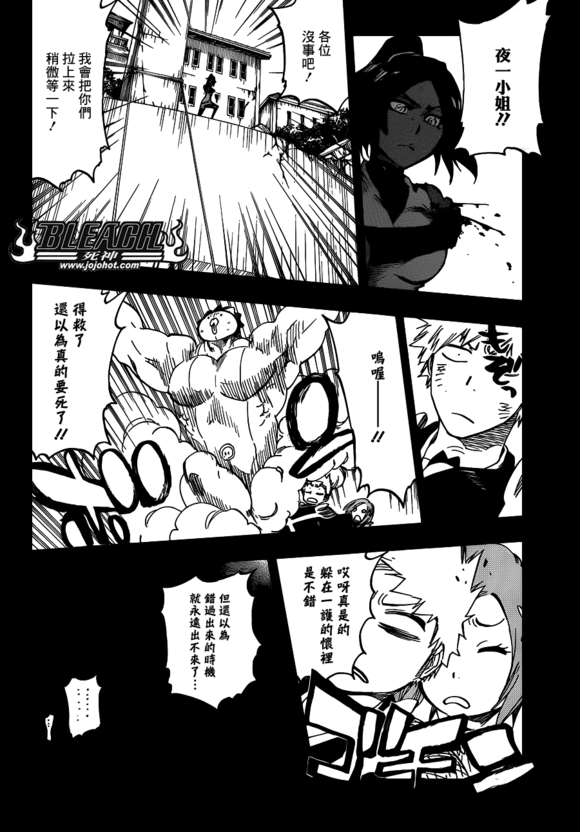 夜一小姐!!
各位
沒事吧!
我會把你們
拉上來
稍微等一下!
BLEACH
死神
www.jojohot.com
もぞっ
嗚喔——!!
得救了
還以為真的要死了!!
哎呀真是的
躲在一護的懷裡
是不錯
但還以為
錯過出來的時機
就永遠出不來了…
……
…